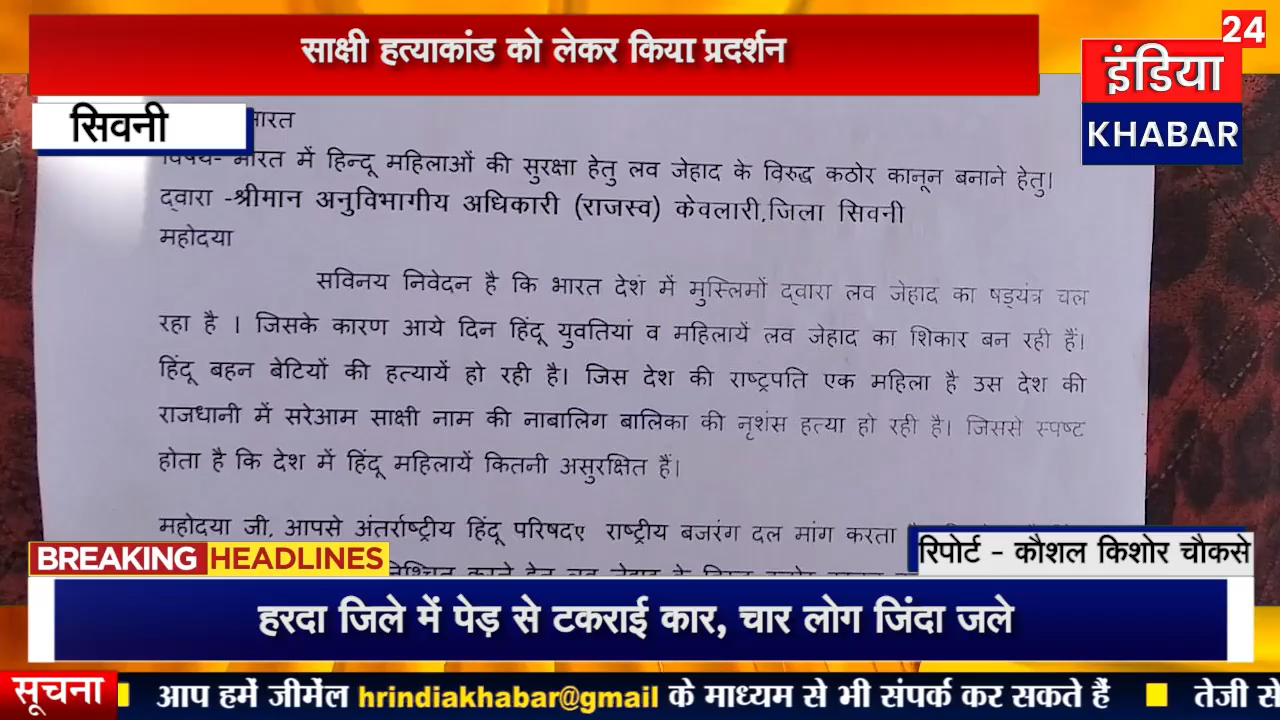 साक्षी हत्याकांड को लेकर किया प्रदर्शन
24
इंडिया
KHABAR
सिवनी
विषय- भारत में हिन्दू महिलाओं की सुरक्षा हेतु लव जेहाद के विरुद्ध कठोर कानून बनाने हेतु।
द्वारा -श्रीमान अनुविभागीय अधिकारी (राजस्व) केवलारी,जिला सिवनी
महोदया
सविनय निवेदन है कि भारत देश में मुस्लिमों द्वारा लव जेहाद का षड्यंत्र चल
रहा है । जिसके कारण आये दिन हिंदू युवतियां व महिलायें लव जेहाद का शिकार बन रही हैं।
हिंदू बहन बेटियों की हत्यायें हो रही है। जिस देश की राष्ट्रपति एक महिला है उस देश की
राजधानी में सरेआम साक्षी नाम की नाबालिग बालिका की नृशंस हत्या हो रही है। जिससे स्पष्ट
होता है कि देश में हिंदू महिलायें कितनी असुरक्षित हैं।
महोदया जी, आपसे अंतर्राष्ट्रीय हिंदू परिषदए राष्ट्रीय बजरंग दल मांग करता
रिपोर्ट - कौशल किशोर चौकसे
BREAKING HEADLINES
हरदा जिले में पेड़ से टकराई कार, चार लोग जिंदा जले
सूचना आप हमें जीमेंल hrindiakhabar@gmail के माध्यम से भी संपर्क कर सकते हैं तेजी से